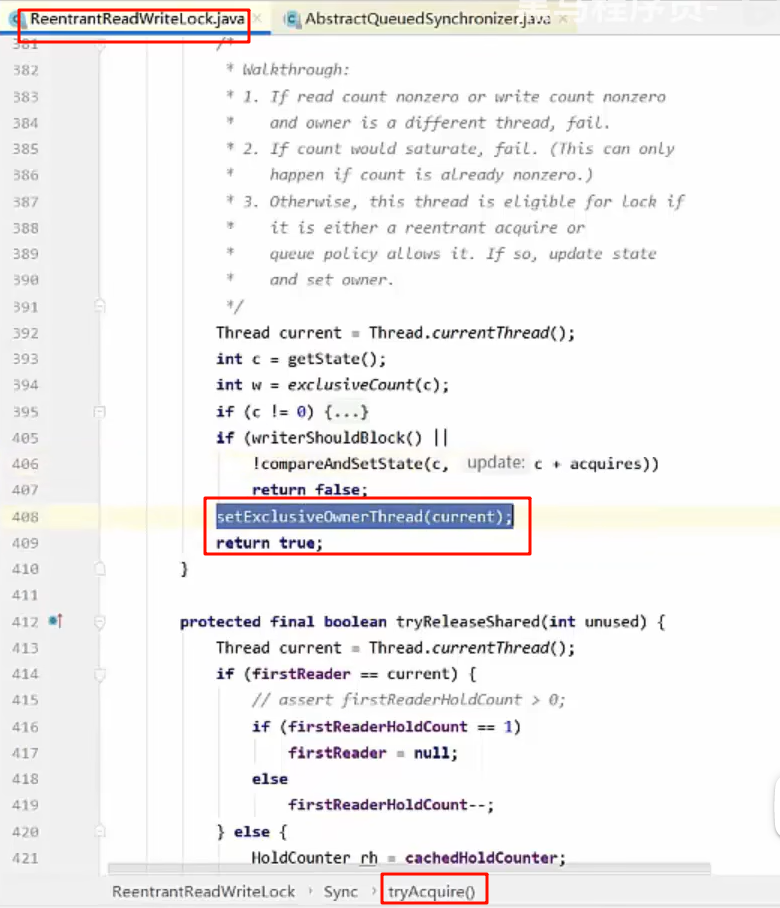 ReentrantReadWriteLock.java
AbstractQueuedSynchronizer.java
381 /*
382 * Walkthrough:
383 * 1. If read count nonzero or write count nonzero
384 * and owner is a different thread, fail.
385 * 2. If count would saturate, fail. (This can only
386 * happen if count is already nonzero.)
387 * 3. Otherwise, this thread is eligible for lock if
388 * it is either a reentrant acquire or
389 * queue policy allows it. If so, update state
390 * and set owner.
391 */
392 Thread current = Thread.currentThread();
393 int c = getState();
394 int w = exclusiveCount(c);
395 if (c != 0) {...}
405 if (writerShouldBlock() ||
406 !compareAndSetState(c, update: c + acquires))
407 return false;
408 setExclusiveOwnerThread(current);
409 return true;
410 }
411
412 protected final boolean tryReleaseShared(int unused) {
413 Thread current = Thread.currentThread();
414 if (firstReader == current) {
415 // assert firstReaderHoldCount > 0;
416 if (firstReaderHoldCount == 1)
417 firstReader = null;
418 else
419 firstReaderHoldCount--;
420 } else {
421 HoldCounter rh = cachedHoldCounter;
ReentrantReadWriteLock › Sync › tryAcquire()